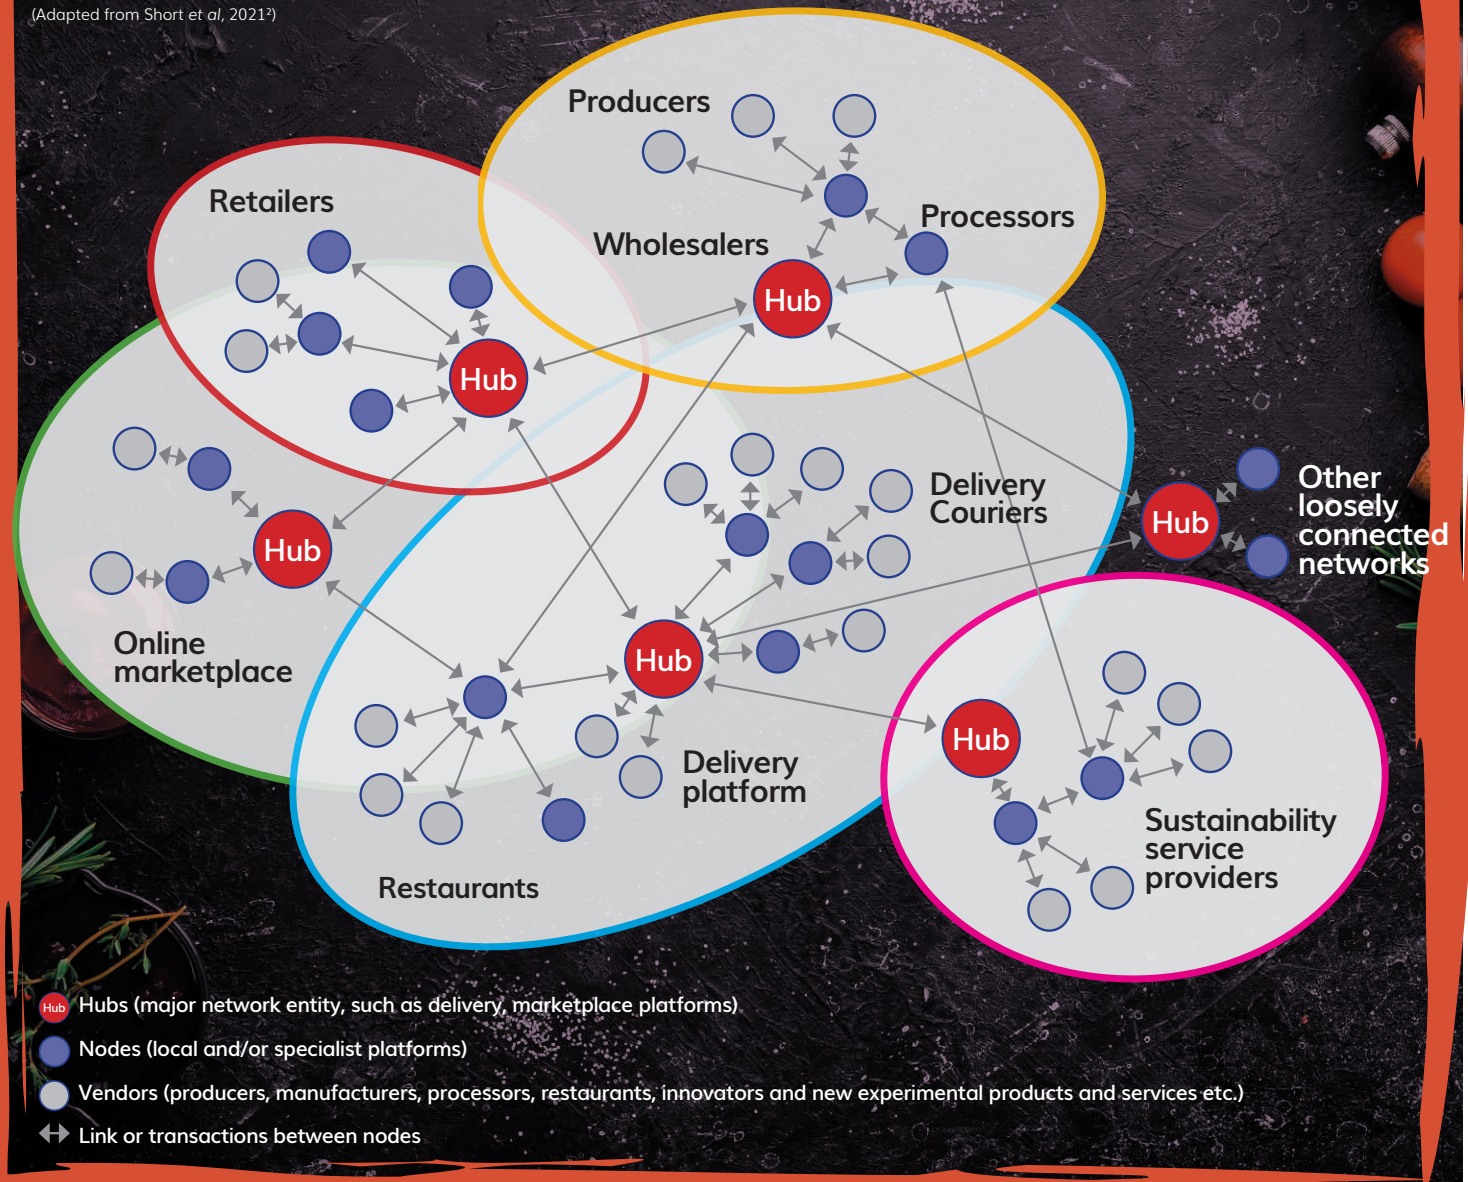 (Adapted from Short et al, 2021²)
Producers
Retailers
Processors
Wholesalers
Hub
Hub
Delivery
Couriers
Other
loosely
connected
networks
Hub
Hub
Online
marketplace
Hub
Hub
Delivery
platform
Sustainability
service
providers
Restaurants
Hub Hubs (major network entity, such as delivery, marketplace platforms)
Nodes (local and/or specialist platforms)
Vendors (producers, manufacturers, processors, restaurants, innovators and new experimental products and services etc.)
Link or transactions between nodes